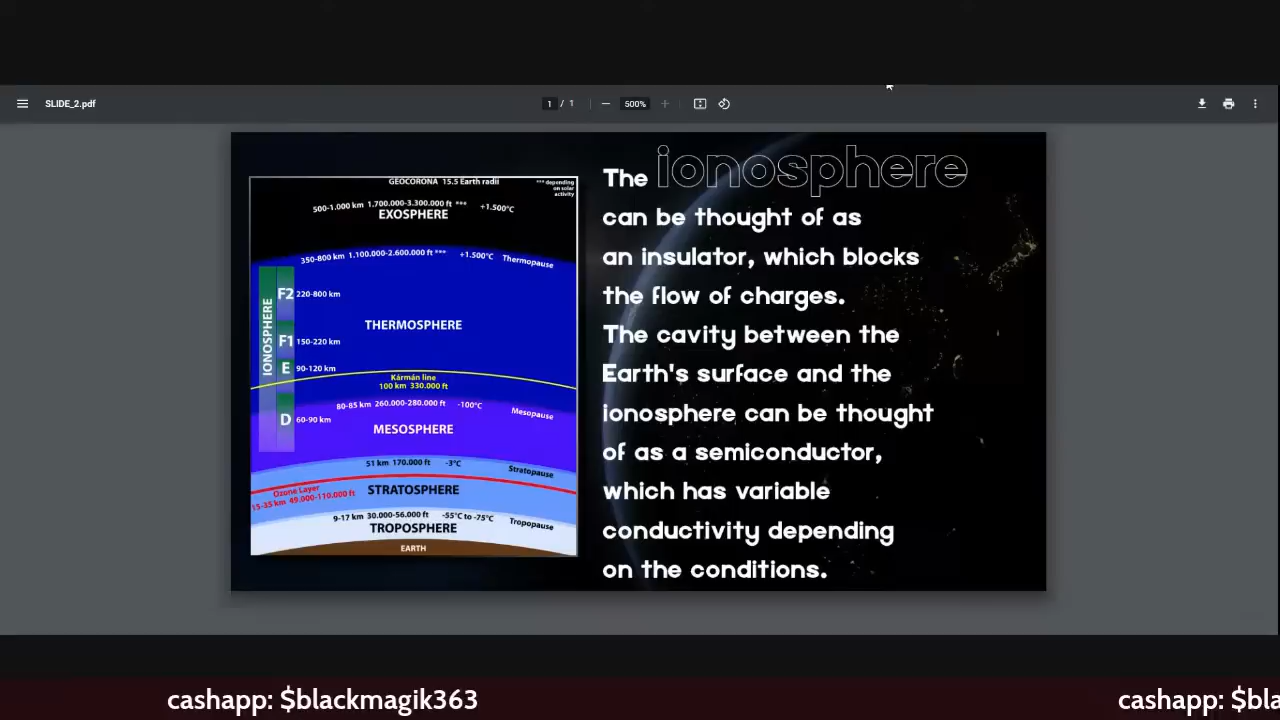 SLIDE_2.pdf
1 / 1
500%
GEOCORONA 15.5 Earth radii
*** depending
on solar
activity
500-1.000 km 1.700.000-3.300.000 ft *** +1.500°C
EXOSPHERE
350-800 km 1.100.000-2.600.000 ft *** +1.500°C Thermopause
IONOSPHERE
F2 220-800 km
THERMOSPHERE
F1 150-220 km
E 90-120 km
Kármán line
100 km 330.000 ft
80-85 km 260.000-280.000 ft -100°C Mesopause
D 60-90 km
MESOSPHERE
51 km 170.000 ft -3°C Stratopause
Ozone Layer
15-35 km 49.000-110.000 ft
STRATOSPHERE
9-17 km 30.000-56.000 ft -55°C to -75°C Tropopause
TROPOSPHERE
EARTH
The ionosphere
can be thought of as
an insulator, which blocks
the flow of charges.
The cavity between the
Earth's surface and the
ionosphere can be thought
of as a semiconductor,
which has variable
conductivity depending
on the conditions.
cashapp: $blackmagik363
cashapp: $bla